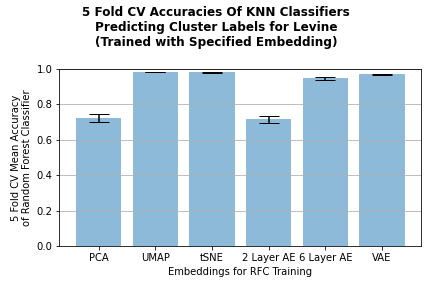 5 Fold CV Accuracies Of KNN Classifiers
Predicting Cluster Labels for Levine
(Trained with Specified Embedding)
5 Fold CV Mean Accuracy
of Random Forest Classifier
1.0
0.8
0.6
0.4
0.2
0.0
PCA UMAP tSNE 2 Layer AE 6 Layer AE VAE
Embeddings for RFC Training